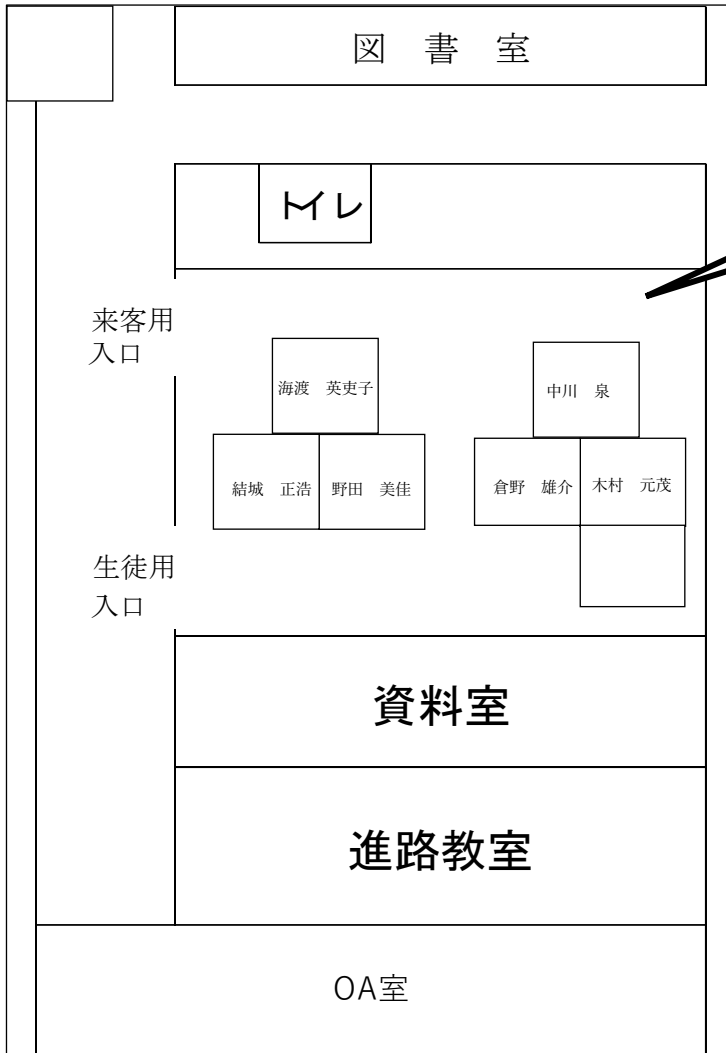 図　書　室
トイレ
来客用
入口
海渡　英吏子
中川　泉
結城　正浩
野田　美佳
倉野　雄介
木村　元茂
生徒用
入口
資料室
進路教室
OA室